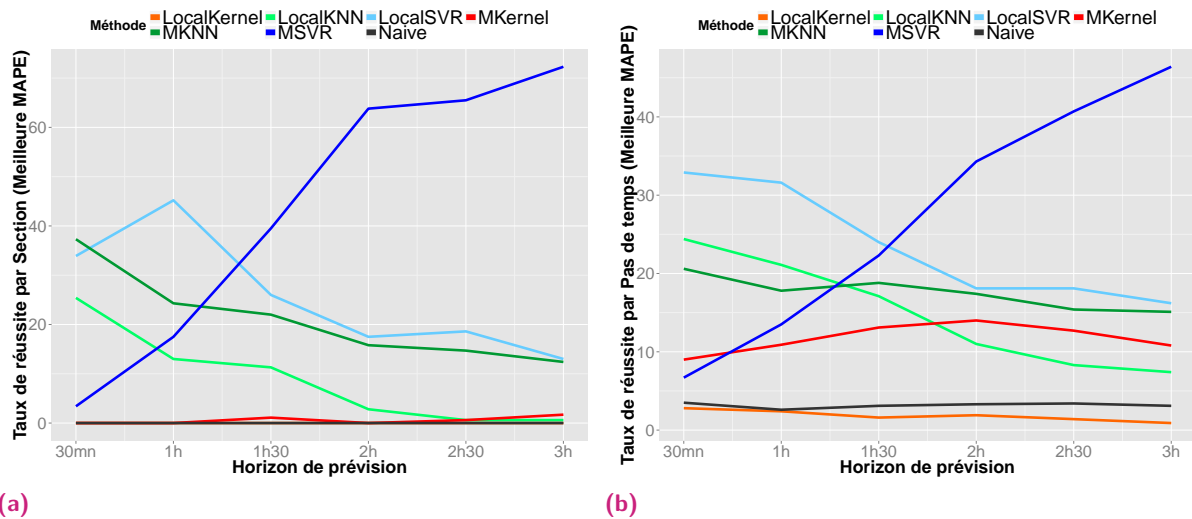 Méthode LocalKernel LocalKNN LocalSVR MKernel
MKNN MSVR Naive
Taux de réussite par Section (Meilleure MAPE)
60
40
20
0
30mn 1h 1h30 2h 2h30 3h
Horizon de prévision
(a)
Méthode LocalKernel LocalKNN LocalSVR MKernel
MKNN MSVR Naive
Taux de réussite par Pas de temps (Meilleure MAPE)
40
30
20
10
0
30mn 1h 1h30 2h 2h30 3h
Horizon de prévision
(b)